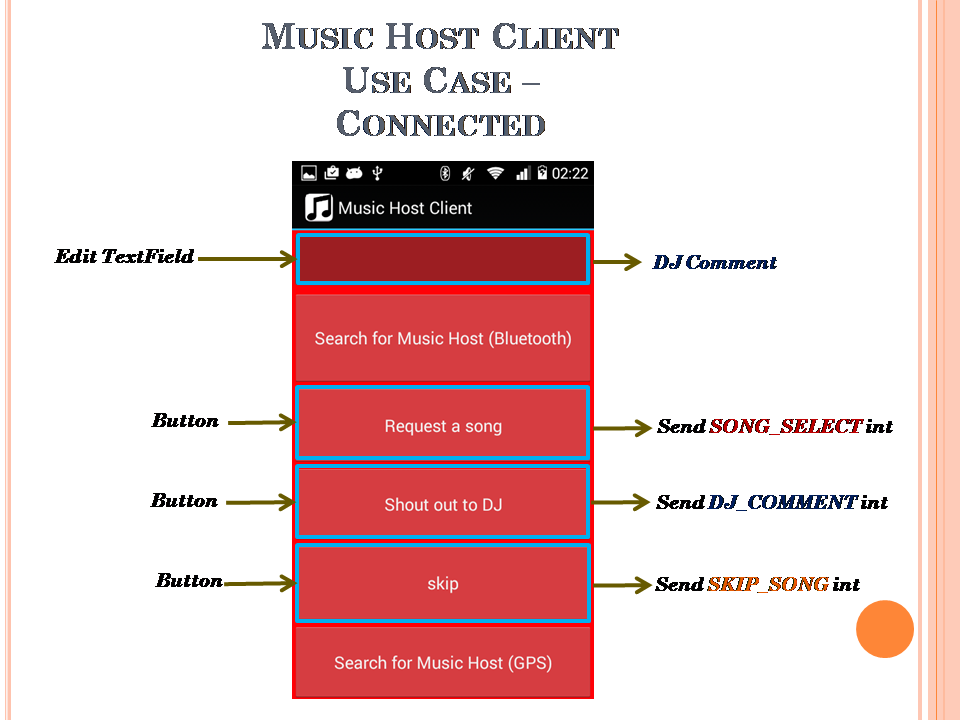 MUSIC HOST CLIENT
USE CASE –
CONNECTED
02:22
Music Host Client
Edit TextField
DJ Comment
Search for Music Host (Bluetooth)
Button
Request a song
Send SONG_SELECT int
Button
Shout out to DJ
Send DJ_COMMENT int
Button
skip
Send SKIP_SONG int
Search for Music Host (GPS)